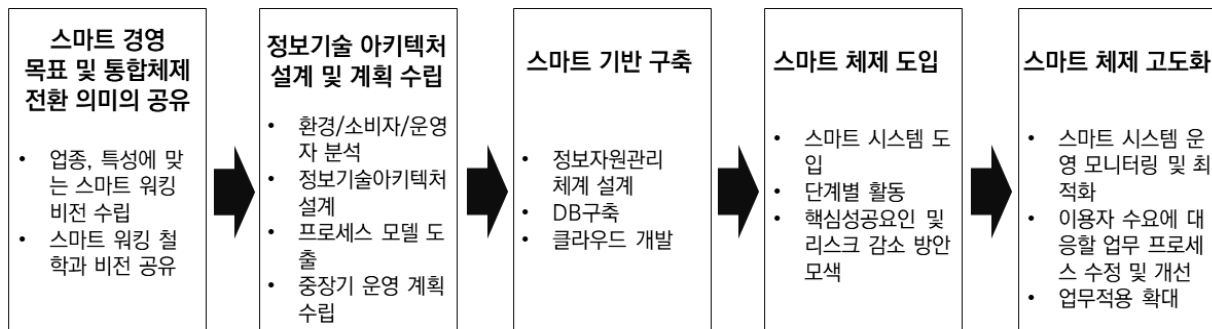 스마트 경영
목표 및 통합체제
전환 의미의 공유
• 업종, 특성에 맞
는 스마트 워킹
비전 수립
• 스마트 워킹 철
학과 비전 공유
정보기술 아키텍처
설계 및 계획 수립
• 환경/소비자/운영
자 분석
• 정보기술아키텍처
설계
• 프로세스 모델 도
출
• 중장기 운영 계획
수립
스마트 기반 구축
• 정보자원관리
체계 설계
• DB구축
• 클라우드 개발
스마트 체제 도입
• 스마트 시스템 도
입
• 단계별 활동
• 핵심성공요인 및
리스크 감소 방안
모색
스마트 체제 고도화
• 스마트 시스템 운
영 모니터링 및 최
적화
• 이용자 수요에 대
응할 업무 프로세
스 수정 및 개선
• 업무적용 확대